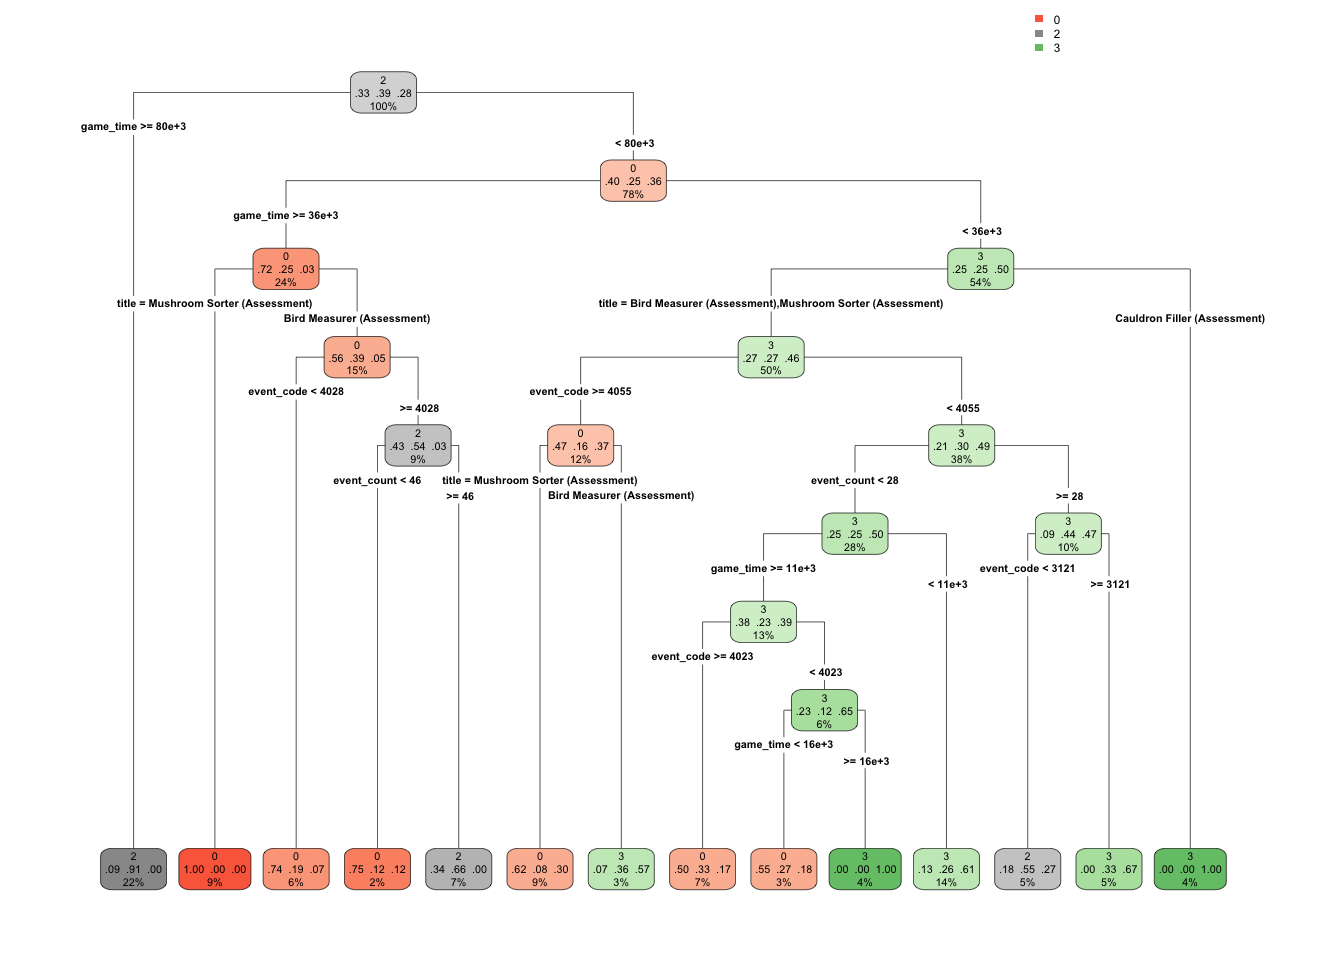 0
2
3
2
.33 .39 .28
100%
game_time >= 80e+3
< 80e+3
0
.40 .25 .36
78%
game_time >= 36e+3
< 36e+3
0
.72 .25 .03
24%
3
.25 .25 .50
54%
title = Mushroom Sorter (Assessment)
Bird Measurer (Assessment)
title = Bird Measurer (Assessment),Mushroom Sorter (Assessment)
Cauldron Filler (Assessment)
0
.56 .39 .05
15%
3
.27 .27 .46
50%
event_code < 4028
>= 4028
event_code >= 4055
< 4055
2
.43 .54 .03
9%
0
.47 .16 .37
12%
3
.21 .30 .49
38%
event_count < 46
>= 46
title = Mushroom Sorter (Assessment)
Bird Measurer (Assessment)
event_count < 28
>= 28
3
.25 .25 .50
28%
3
.09 .44 .47
10%
game_time >= 11e+3
< 11e+3
event_code < 3121
>= 3121
3
.38 .23 .39
13%
event_code >= 4023
< 4023
3
.23 .12 .65
6%
game_time < 16e+3
>= 16e+3
2
.09 .91 .00
22%
0
1.00 .00 .00
9%
0
.74 .19 .07
6%
0
.75 .12 .12
2%
2
.34 .66 .00
7%
0
.62 .08 .30
9%
3
.07 .36 .57
3%
0
.50 .33 .17
7%
0
.55 .27 .18
3%
3
.00 .00 1.00
4%
3
.13 .26 .61
14%
2
.18 .55 .27
5%
3
.00 .33 .67
5%
3
.00 .00 1.00
4%